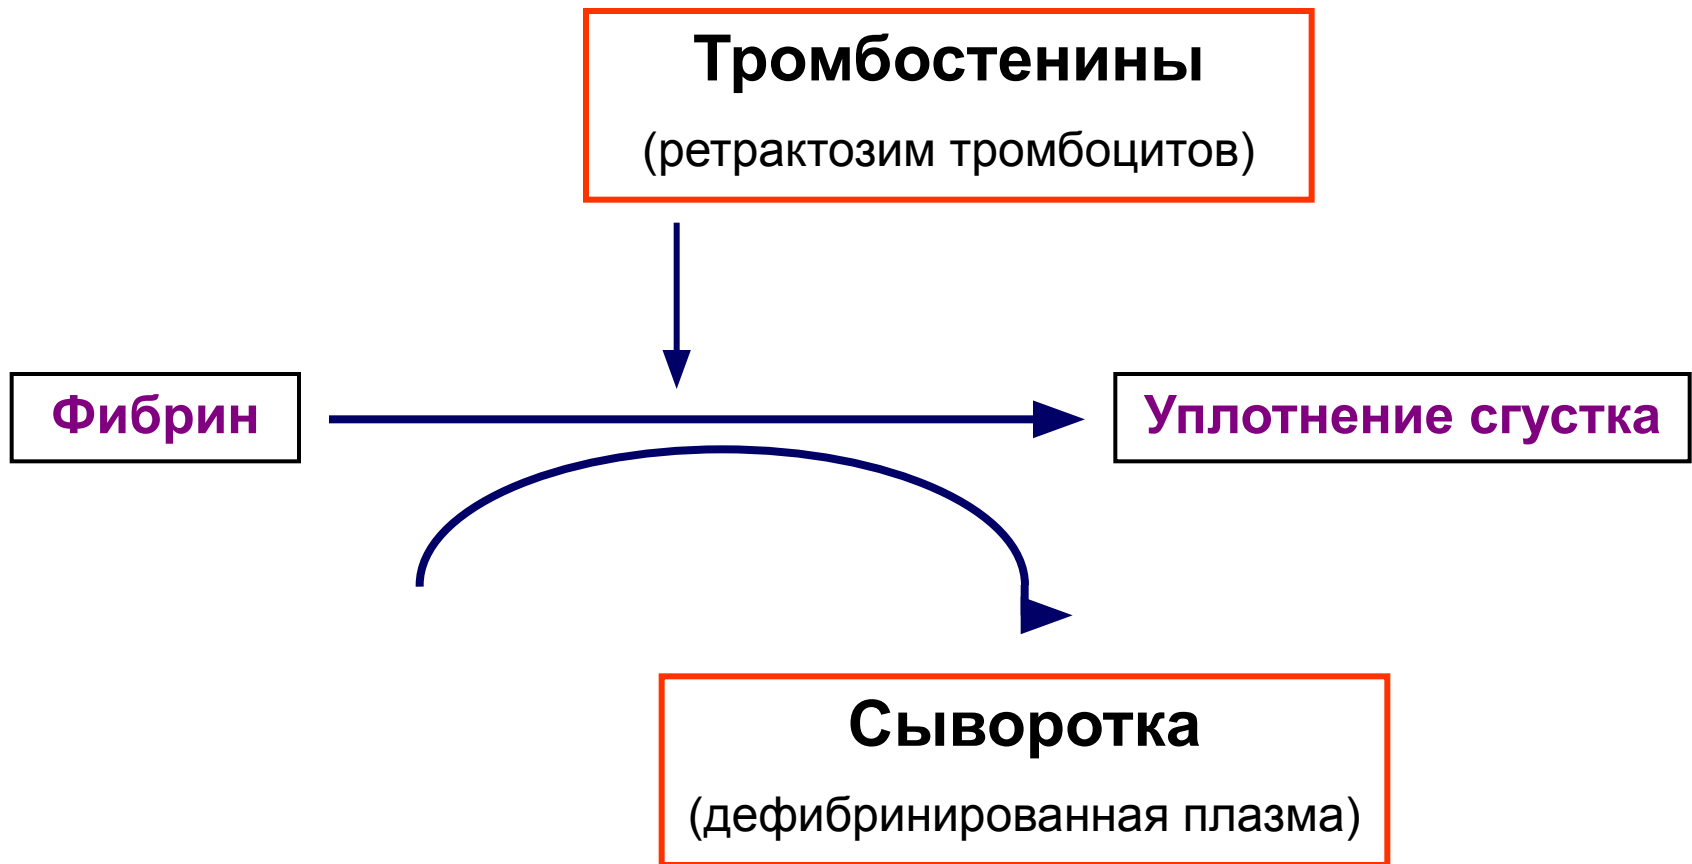 Тромбостенины
(ретрактозим тромбоцитов)
Фибрин
Уплотнение сгустка
Сыворотка
(дефибринированная плазма)